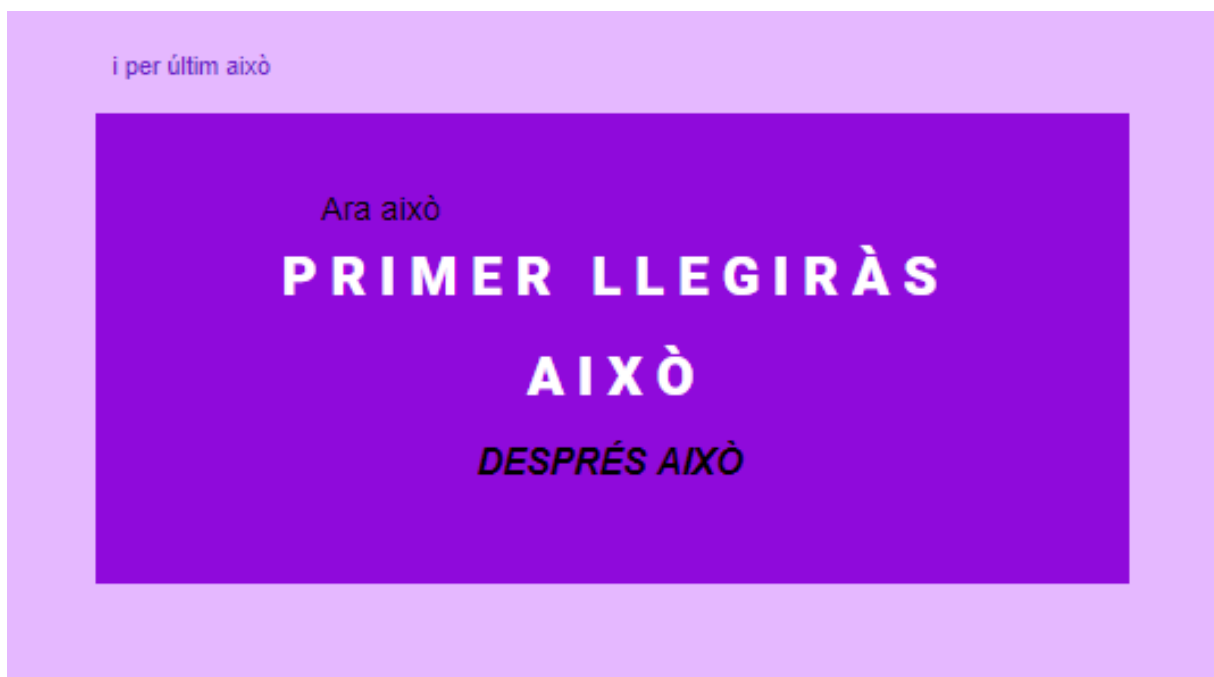 i per últim això
Ara això
PRIMER LLEGIRÀS
AIXÒ
DESPRÉS AIXÒ